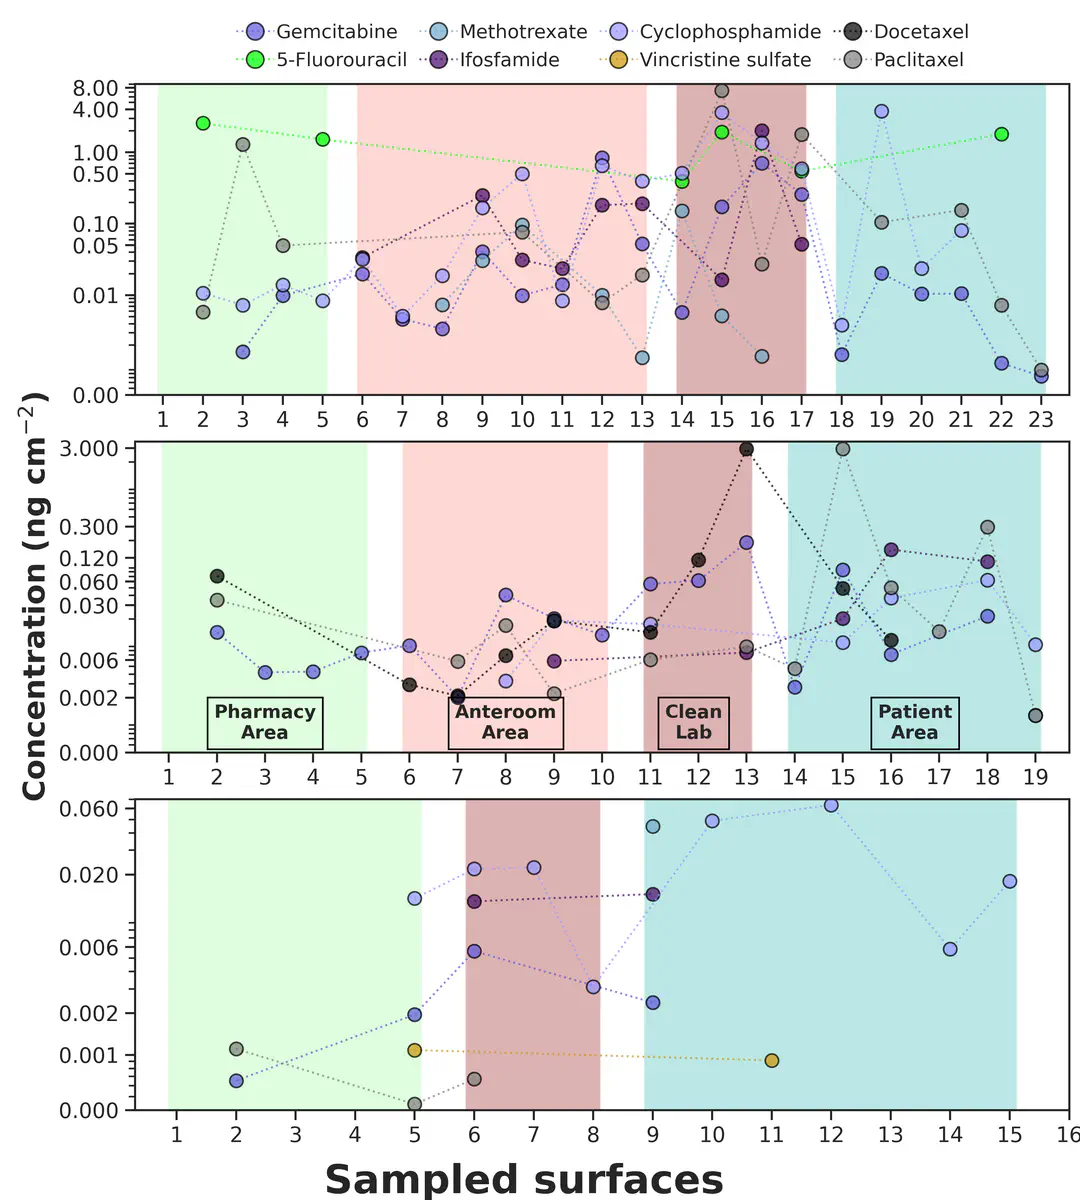 Gemcitabine Methotrexate Cyclophosphamide Docetaxel
5-Fluorouracil Ifosfamide Vincristine sulfate Paclitaxel
Concentration (ng cm−2)
8.00
4.00
1.00
0.50
0.10
0.05
0.01
0.00
1 2 3 4 5 6 7 8 9 10 11 12 13 14 15 16 17 18 19 20 21 22 23
3.000
0.300
0.120
0.060
0.030
0.006
0.002
0.000
Pharmacy Area
Anteroom Area
Clean Lab
Patient Area
1 2 3 4 5 6 7 8 9 10 11 12 13 14 15 16 17 18 19
0.060
0.020
0.006
0.002
0.001
0.000
1 2 3 4 5 6 7 8 9 10 11 12 13 14 15 16
Sampled surfaces